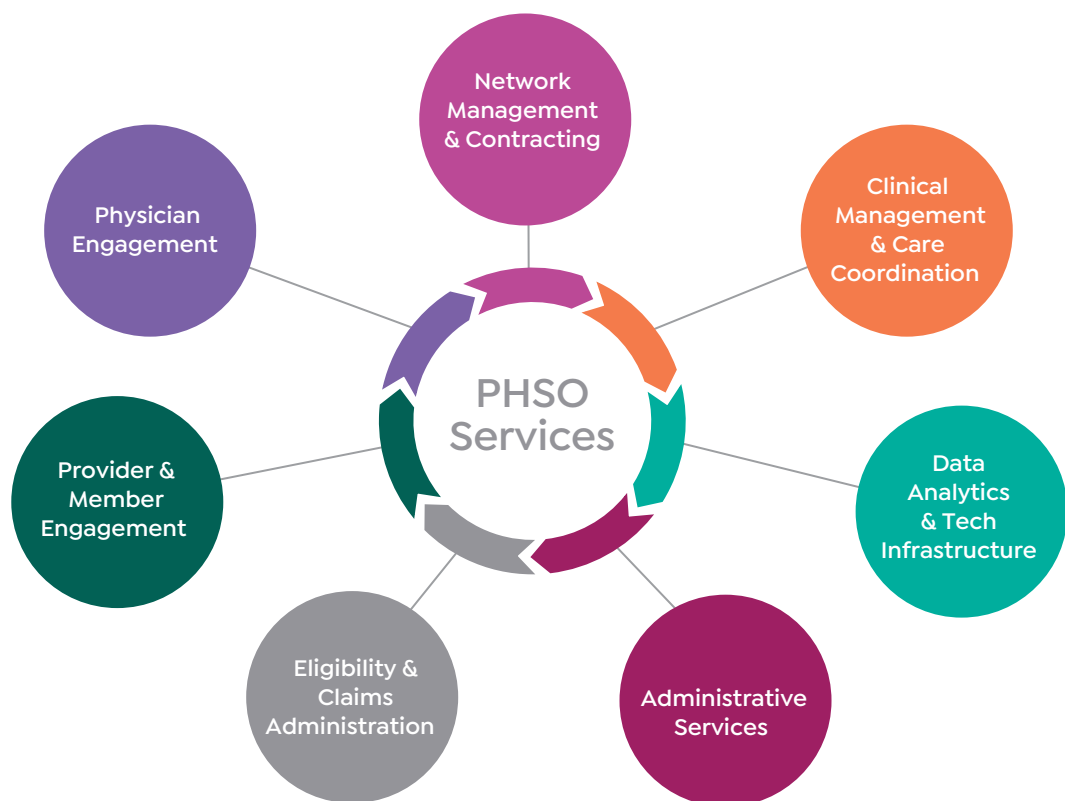 Network
Management
& Contracting
Clinical
Management
& Care
Coordination
Data
Analytics
& Tech
Infrastructure
Administrative
Services
Eligibility &
Claims
Administration
Provider &
Member
Engagement
Physician
Engagement
PHSO
Services